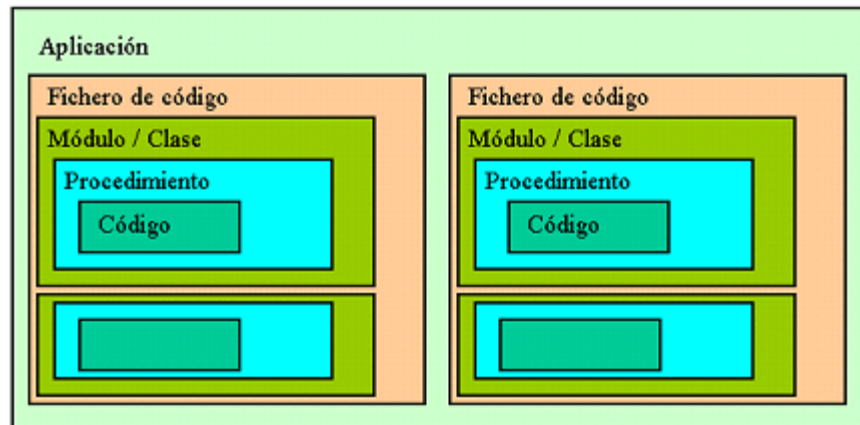 Aplicación
Fichero de código
Módulo / Clase
Procedimiento
Código
Fichero de código
Módulo / Clase
Procedimiento
Código